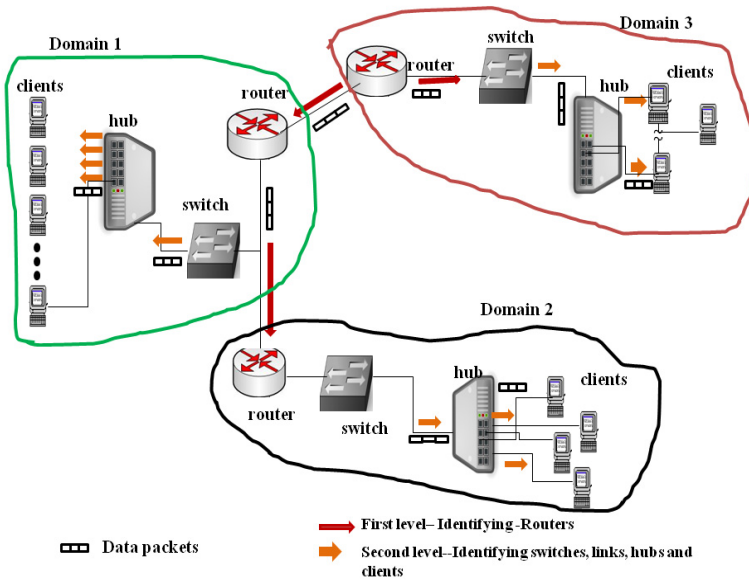 Domain 1
Domain 3
clients
hub
router
switch
router
switch
hub
clients
Domain 2
router
switch
hub
clients
Data packets
First level-- Identifying -Routers
Second level--Identifying switches, links, hubs and
clients